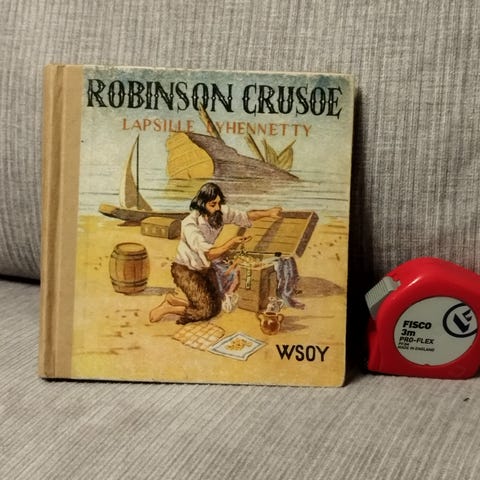 ROBINSON CRUSOE
LAPSILLE LYHENNETTY
WSOY
FISCO
3m
PRO-FLEX
MADE IN ENGLAND